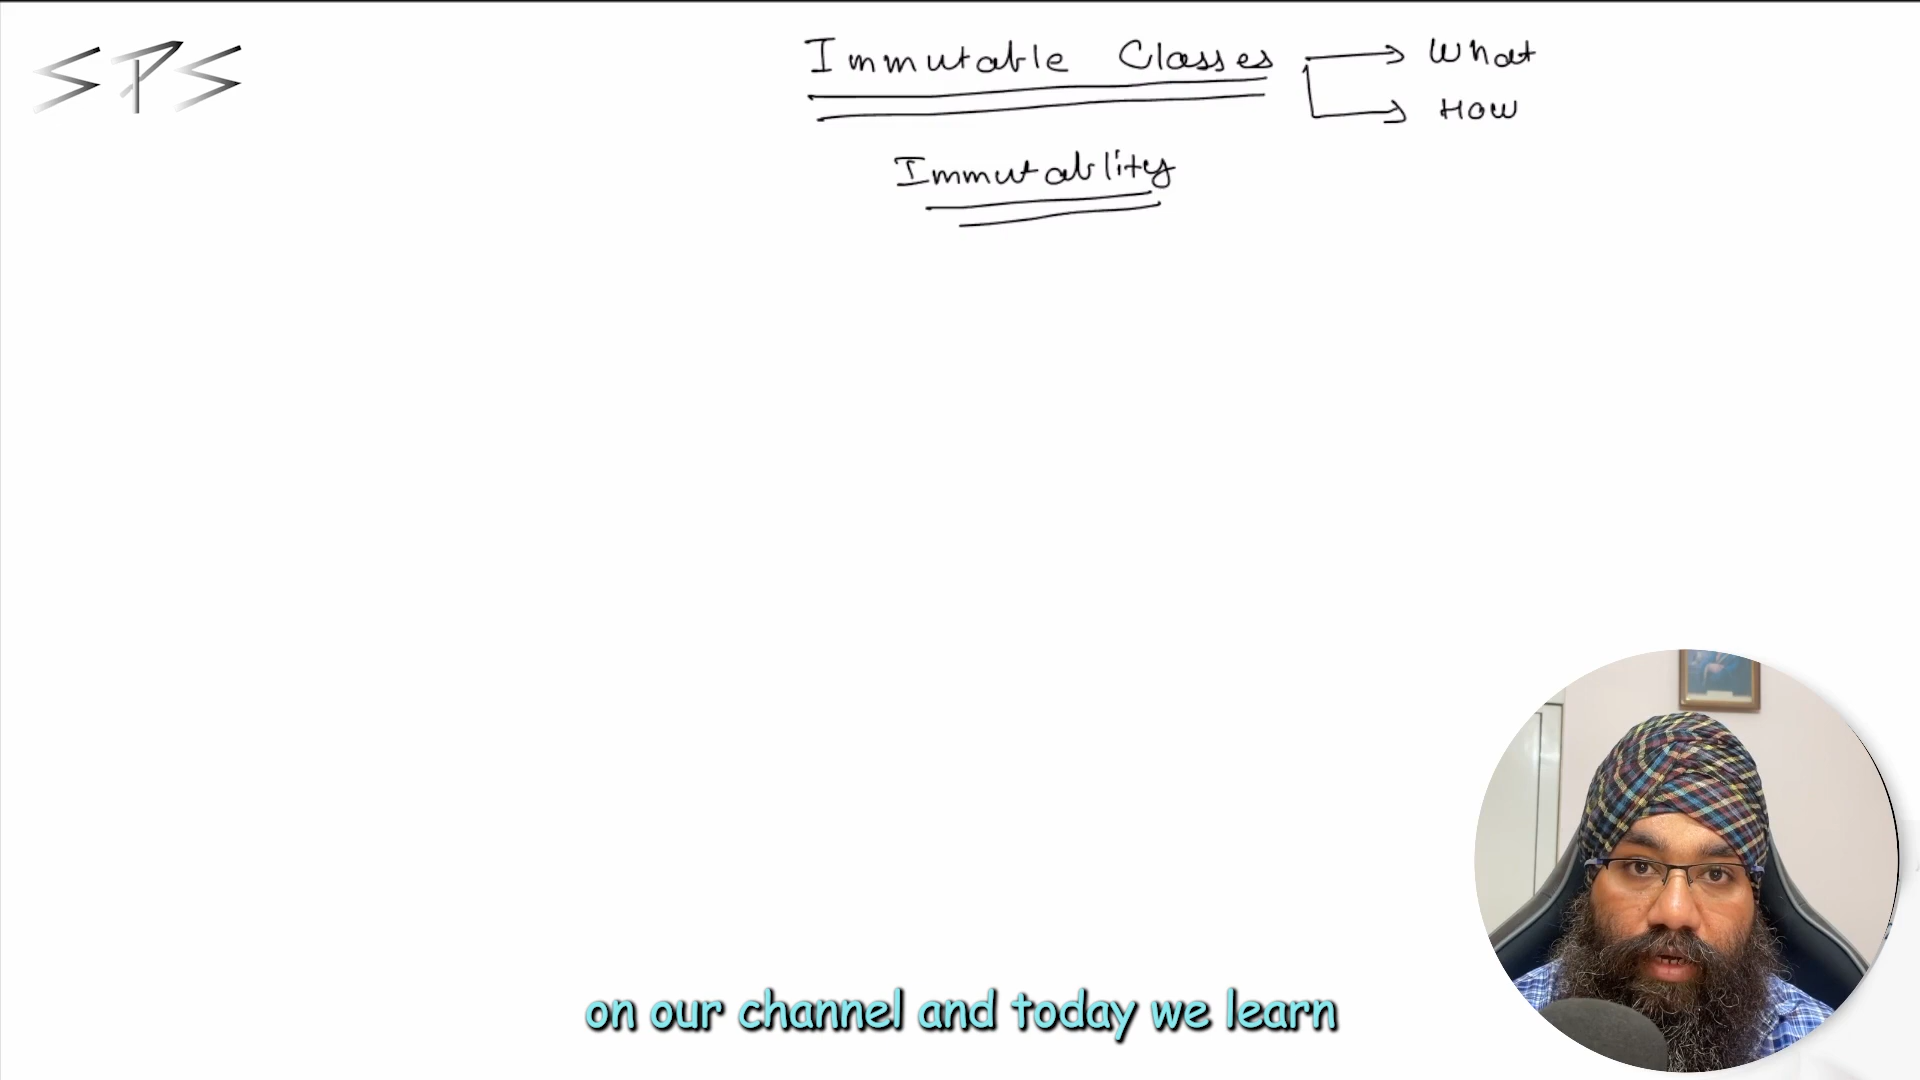 SPS
Immutable Classes
What
How
Immutablity
on our channel and today we learn